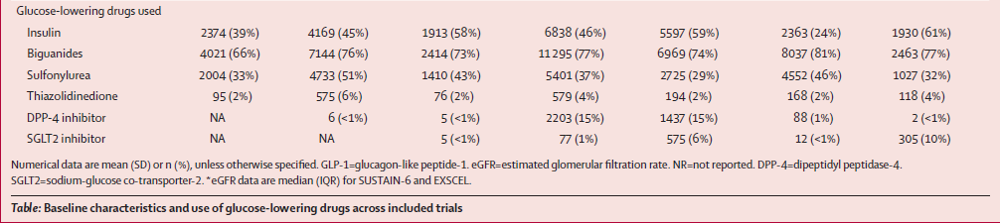 Glucose-lowering drugs used
Insulin 2374 (39%) 4169 (45%) 1913 (58%) 6838 (46%) 5597 (59%) 2363 (24%) 1930 (61%)
Biguanides 4021 (66%) 7144 (76%) 2414 (73%) 11 295 (77%) 6969 (74%) 8037 (81%) 2463 (77%)
Sulfonylurea 2004 (33%) 4733 (51%) 1410 (43%) 5401 (37%) 2725 (29%) 4552 (46%) 1027 (32%)
Thiazolidinedione 95 (2%) 575 (6%) 76 (2%) 579 (4%) 194 (2%) 168 (2%) 118 (4%)
DPP-4 inhibitor NA 6 (<1%) 5 (<1%) 2203 (15%) 1437 (15%) 88 (1%) 2 (<1%)
SGLT2 inhibitor NA NA 5 (<1%) 77 (1%) 575 (6%) 12 (<1%) 305 (10%)
Numerical data are mean (SD) or n (%), unless otherwise specified. GLP-1=glucagon-like peptide-1. eGFR=estimated glomerular filtration rate. NR=not reported. DPP-4=dipeptidyl peptidase-4.
SGLT2=sodium-glucose co-transporter-2. *eGFR data are median (IQR) for SUSTAIN-6 and EXSCEL.
Table: Baseline characteristics and use of glucose-lowering drugs across included trials